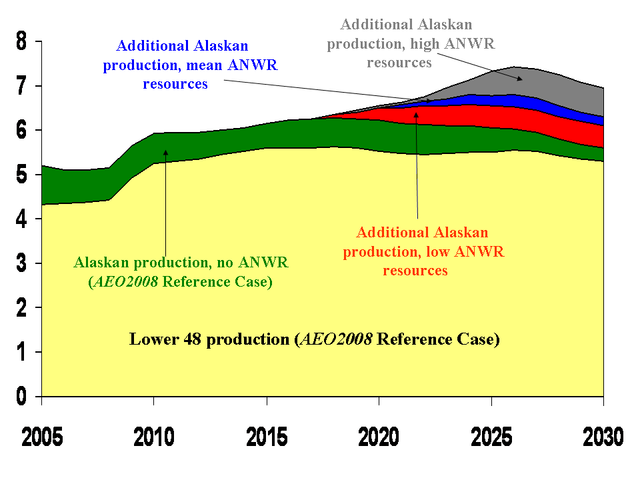 8
7
6
5
4
3
2
1
0
Additional Alaskan
production, mean ANWR
resources
Additional Alaskan
production, high ANWR
resources
Alaskan production, no ANWR
(AEO2008 Reference Case)
Additional Alaskan
production, low ANWR
resources
Lower 48 production (AEO2008 Reference Case)
2005 2010 2015 2020 2025 2030